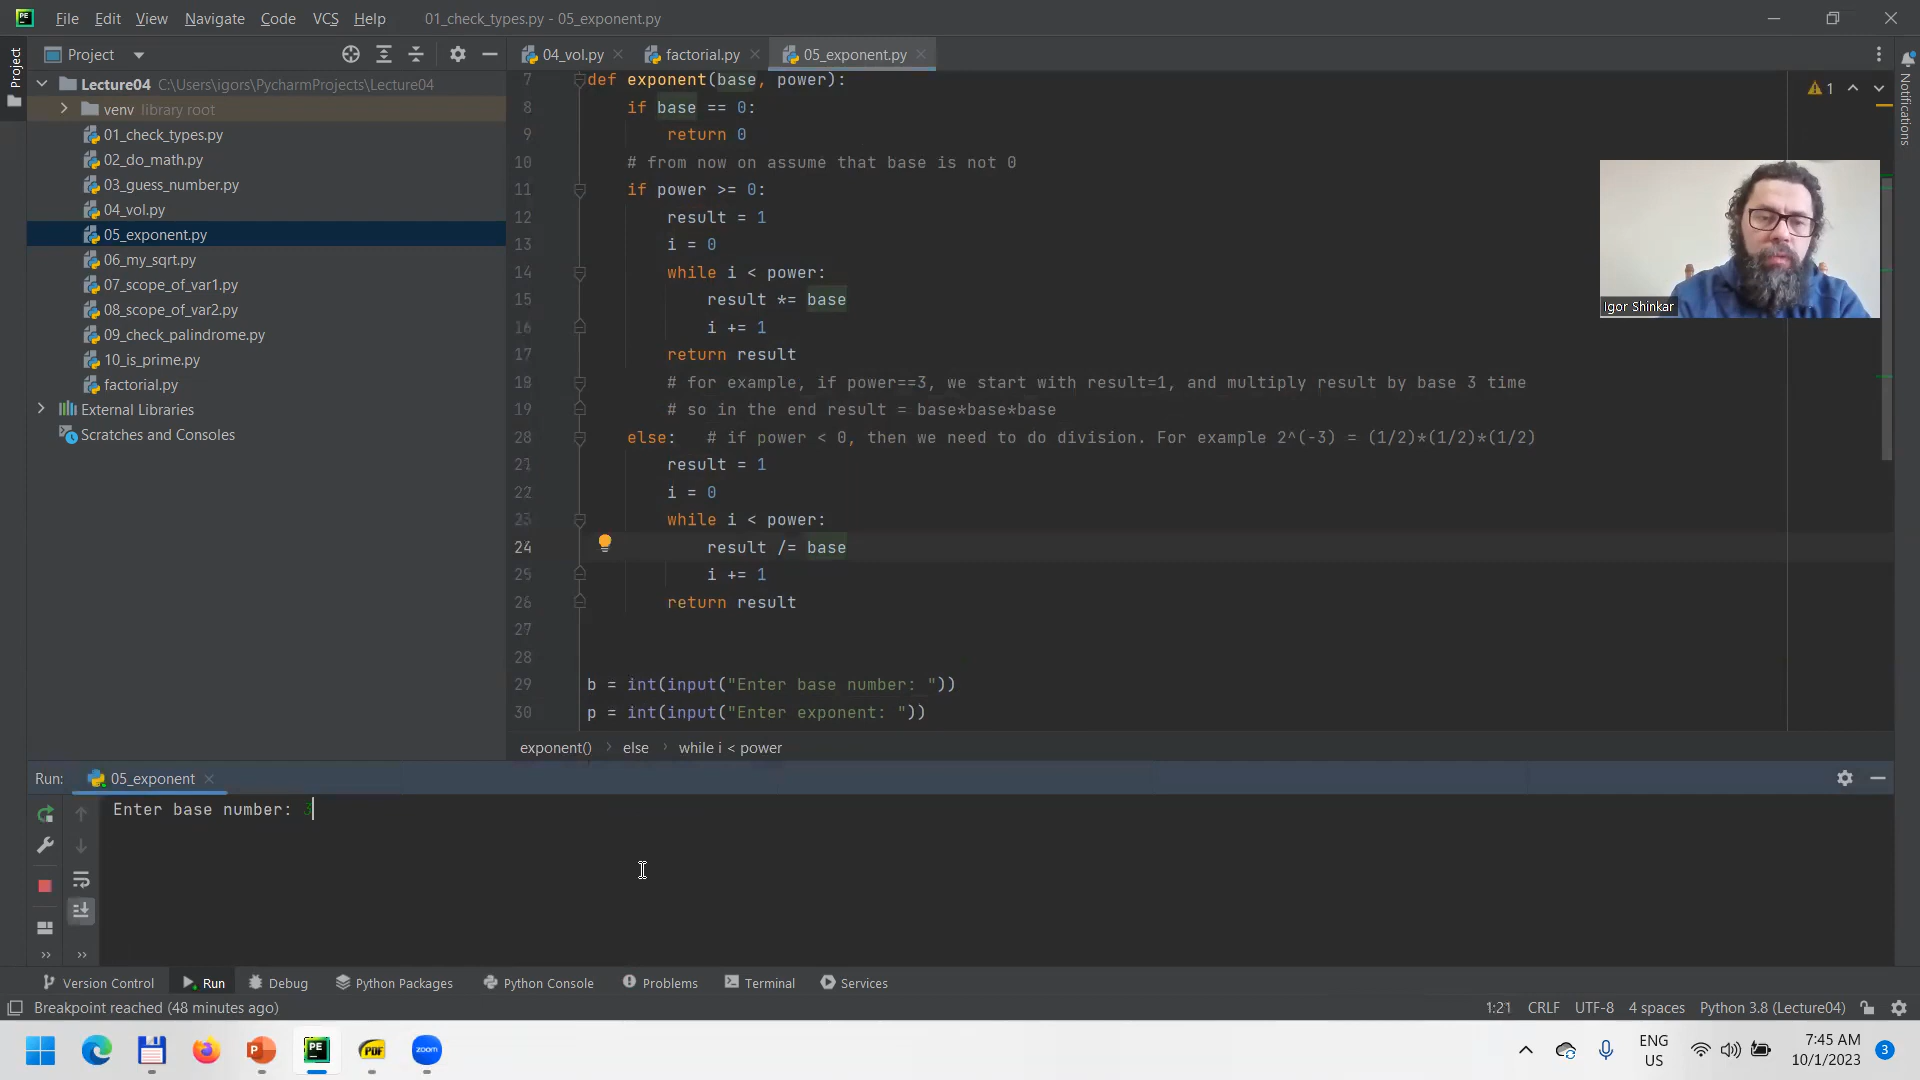 File Edit View Navigate Code VCS Help 01_check_types.py - 05_exponent.py
Project
Project
Lecture04 C:\Users\igors\PycharmProjects\Lecture04
venv library root
01_check_types.py
02_do_math.py
03_guess_number.py
04_vol.py
05_exponent.py
06_my_sqrt.py
07_scope_of_var1.py
08_scope_of_var2.py
09_check_palindrome.py
10_is_prime.py
factorial.py
External Libraries
Scratches and Consoles
04_vol.py factorial.py 05_exponent.py
7 def exponent(base, power):
8 if base == 0:
9 return 0
10 # from now on assume that base is not 0
11 if power >= 0:
12 result = 1
13 i = 0
14 while i < power:
15 result *= base
16 i += 1
17 return result
18 # for example, if power==3, we start with result=1, and multiply result by base 3 time
19 # so in the end result = base*base*base
20 else: # if power < 0, then we need to do division. For example 2^(-3) = (1/2)*(1/2)*(1/2)
21 result = 1
22 i = 0
23 while i < power:
24 result /= base
25 i += 1
26 return result
27
28
29 b = int(input("Enter base number: "))
30 p = int(input("Enter exponent: "))
1
Notifications
Igor Shinkar
exponent() else while i < power
Run: 05_exponent
Enter base number: 3
Version Control Run Debug Python Packages Python Console Problems Terminal Services
Breakpoint reached (48 minutes ago)
1:21 CRLF UTF-8 4 spaces Python 3.8 (Lecture04)
PE
PDF
zoom
ENG
US
7:45 AM
10/1/2023
3